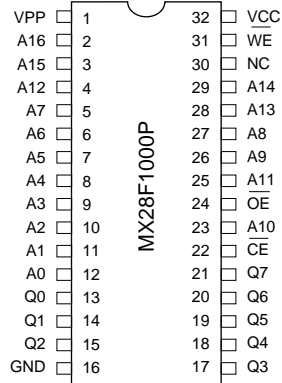 VPP 1 32 VCC
A16 2 31 W̅E̅
A15 3 30 NC
A12 4 29 A14
A7 5 28 A13
A6 6 27 A8
A5 7 26 A9
A4 8 25 A11
A3 9 24 O̅E̅
A2 10 23 A10
A1 11 22 C̅E̅
A0 12 21 Q7
Q0 13 20 Q6
Q1 14 19 Q5
Q2 15 18 Q4
GND 16 17 Q3
MX28F1000P